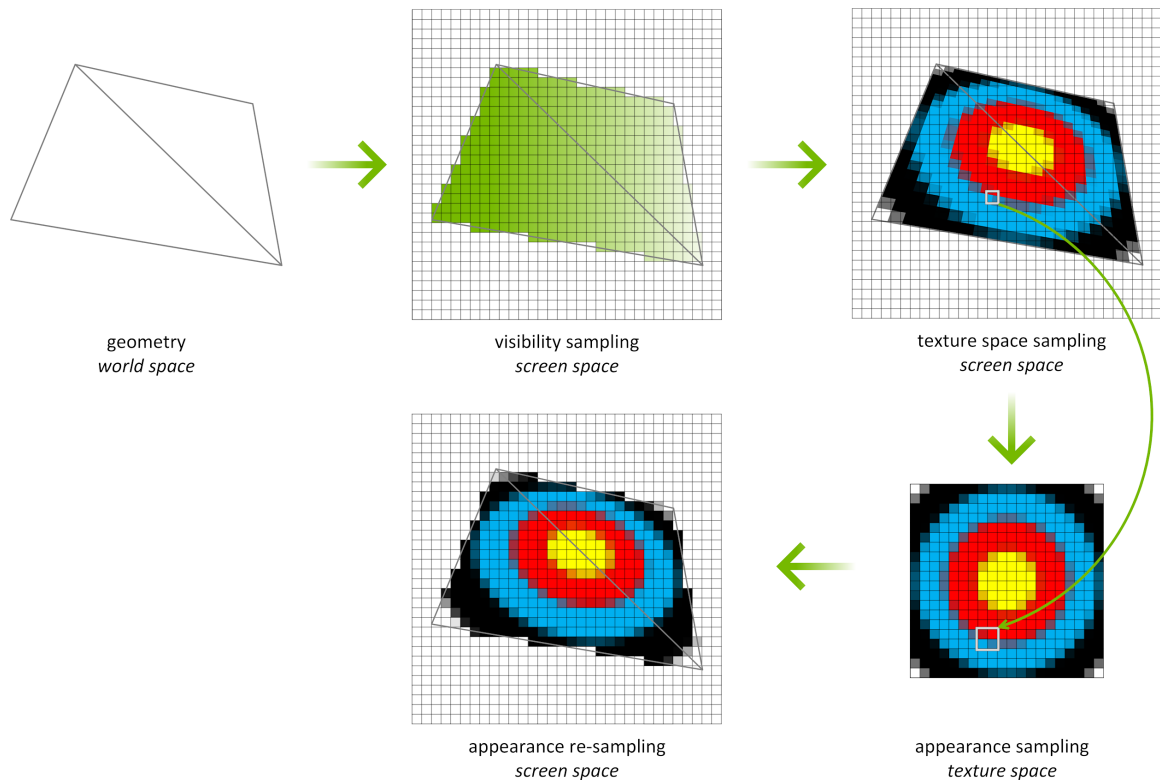 geometry
world space
visibility sampling
screen space
texture space sampling
screen space
appearance re-sampling
screen space
appearance sampling
texture space